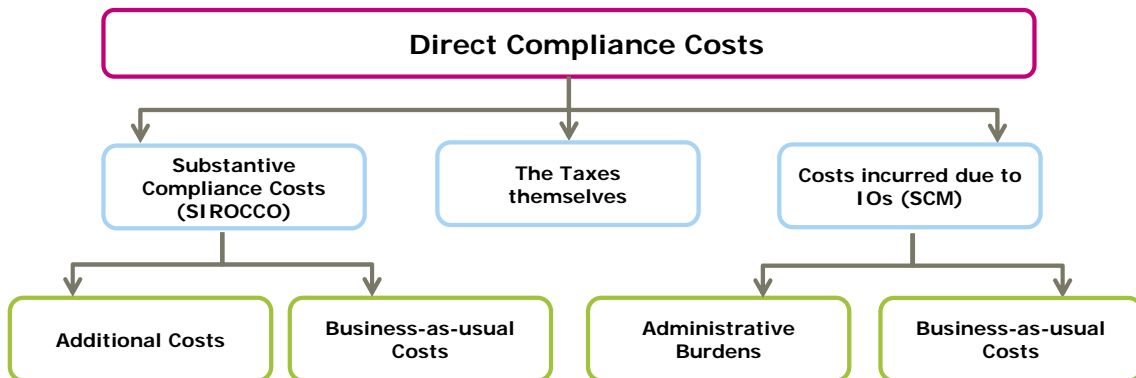 Direct Compliance Costs
Substantive
Compliance Costs
(SIROCCO)
The Taxes
themselves
Costs incurred due to
IOs (SCM)
Additional Costs
Business-as-usual
Costs
Administrative
Burdens
Business-as-usual
Costs